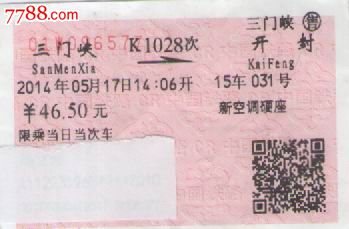 7788.com
01W096577
三门峡 售
三门峡 K1028次 开封
SanMenXia KaiFeng
2014年05月17日14:06开 15车031号
￥46.50元 新空调硬座
限乘当日当次车